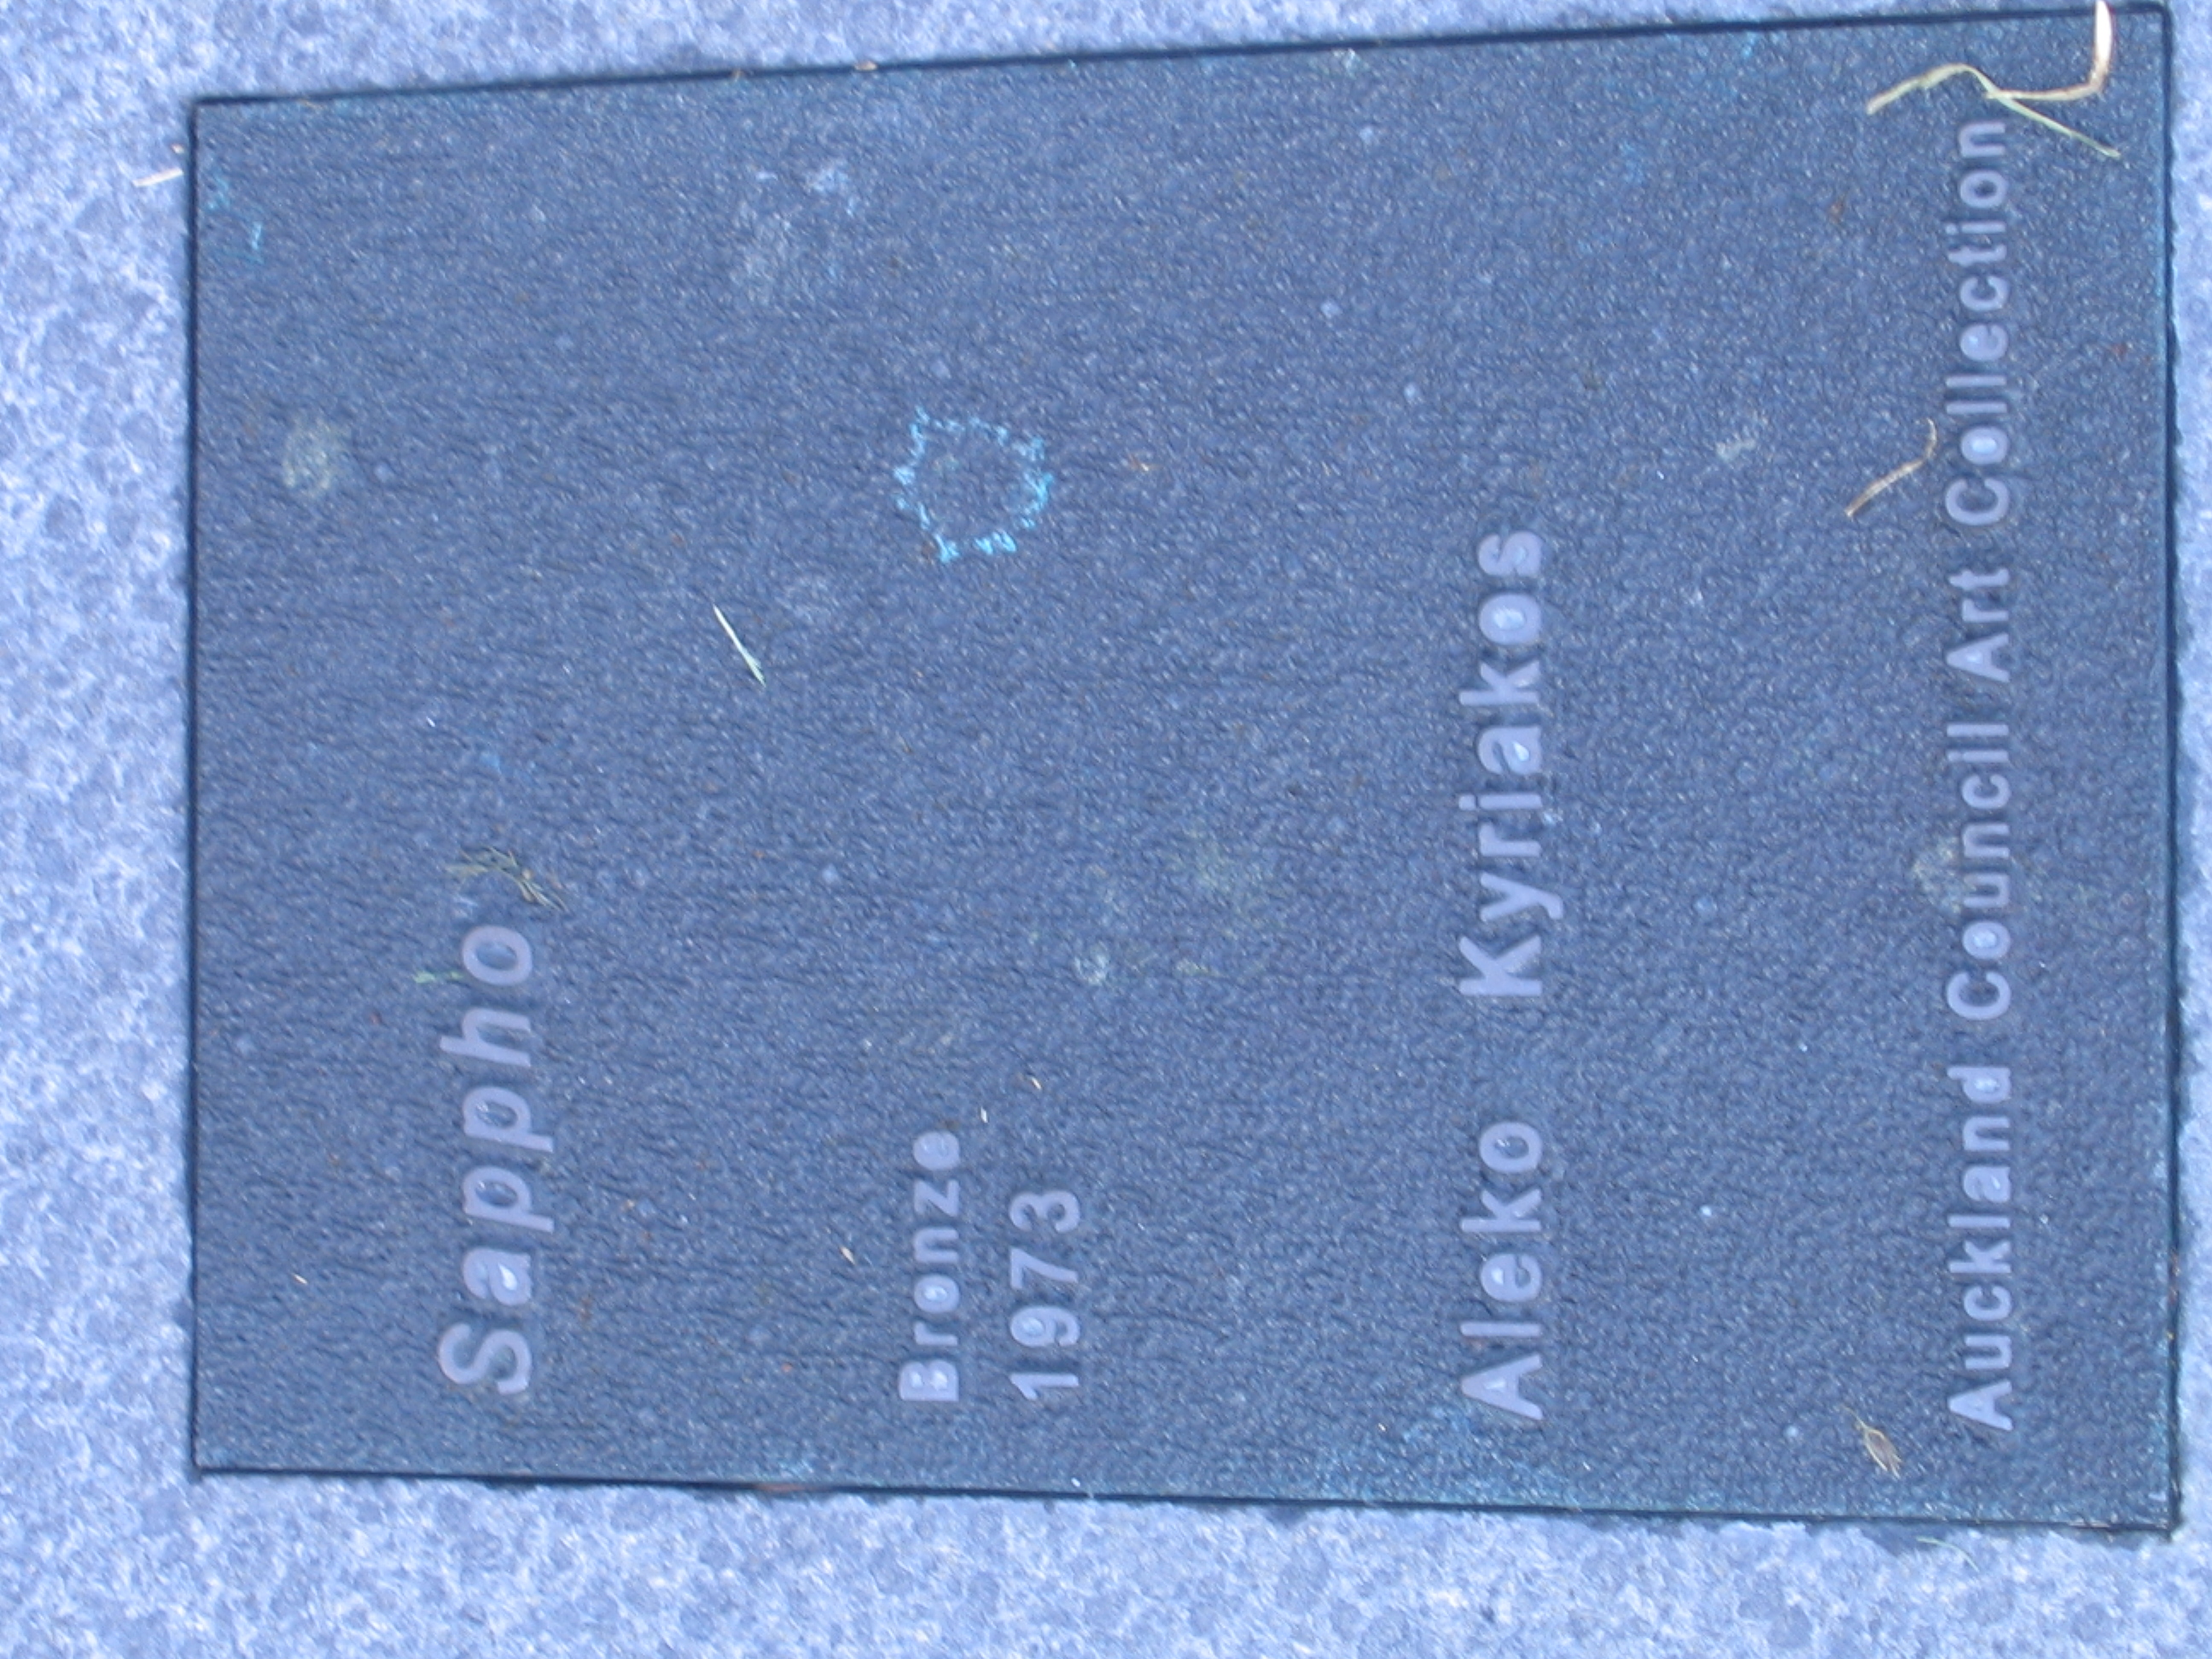 Sappho
Bronze
1973
Aleko Kyriakos
Auckland Council Art Collection